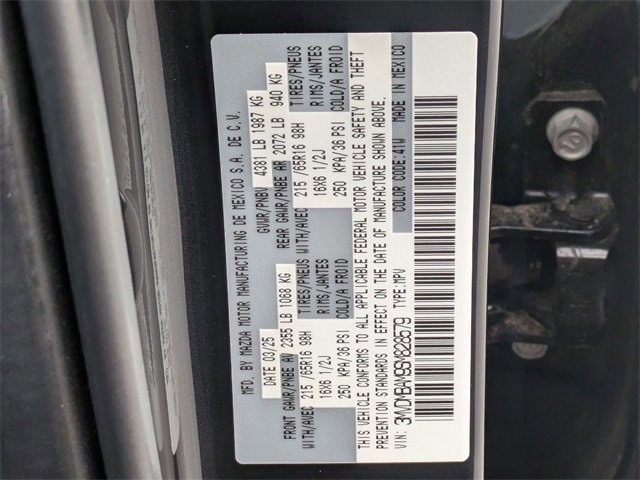 MFD. BY MAZDA MOTOR MANUFACTURING DE MEXICO S.A. DE C.V.
DATE 03/25 GVWR/PNBV 4381 LB 1987 KG
FRONT GAWR/PNBE AV 2355 LB 1068 KG REAR GAWR/PNBE AR 2072 LB 940 KG
WITH/AVEC TIRES/PNEUS WITH/AVEC TIRES/PNEUS
215 /65R16 98H RIMS/JANTES 215 /65R16 98H RIMS/JANTES
16X6 1/2J COLD/A FROID 16X6 1/2J COLD/A FROID
250 KPA/36 PSI 250 KPA/36 PSI
THIS VEHICLE CONFORMS TO ALL APPLICABLE FEDERAL MOTOR VEHICLE SAFETY AND THEFT
PREVENTION STANDARDS IN EFFECT ON THE DATE OF MANUFACTURE SHOWN ABOVE.
VIN: 3MVDMBAM9SM828579 TYPE: MPV COLOR CODE: 41W MADE IN MEXICO